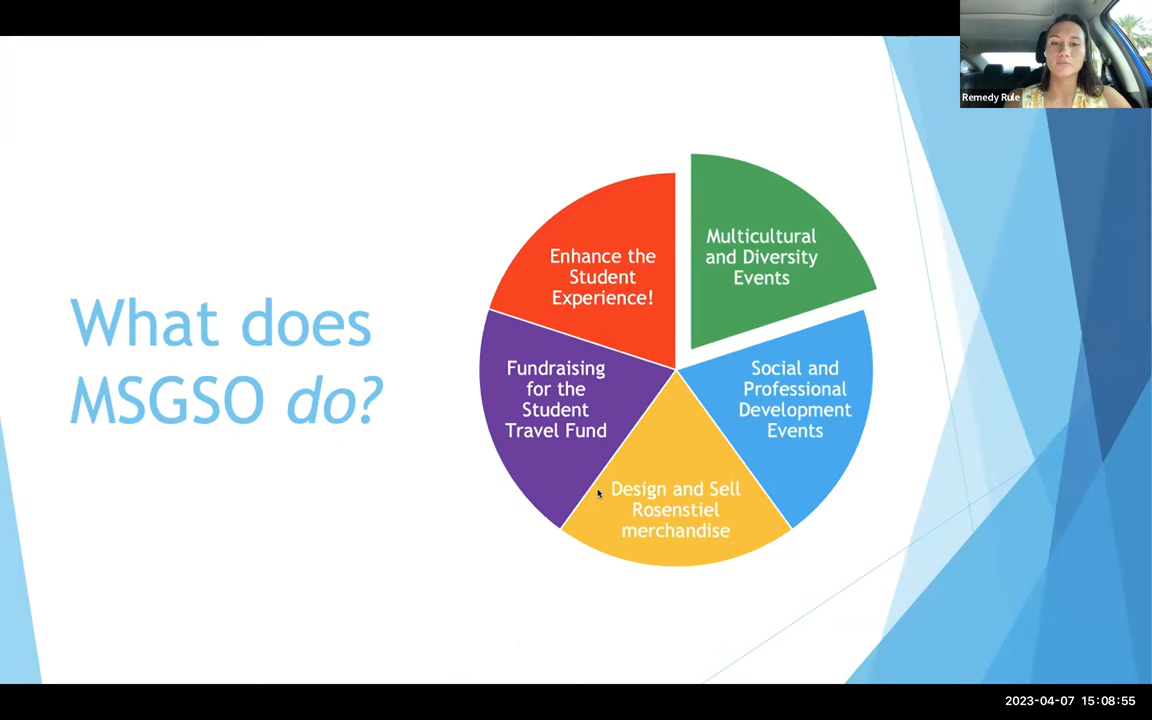 Remedy Rule
What does
MSGSO do?
Enhance the
Student
Experience!
Multicultural
and Diversity
Events
Fundraising
for the
Student
Travel Fund
Social and
Professional
Development
Events
Design and Sell
Rosenstiel
merchandise
2023-04-07 15:08:55